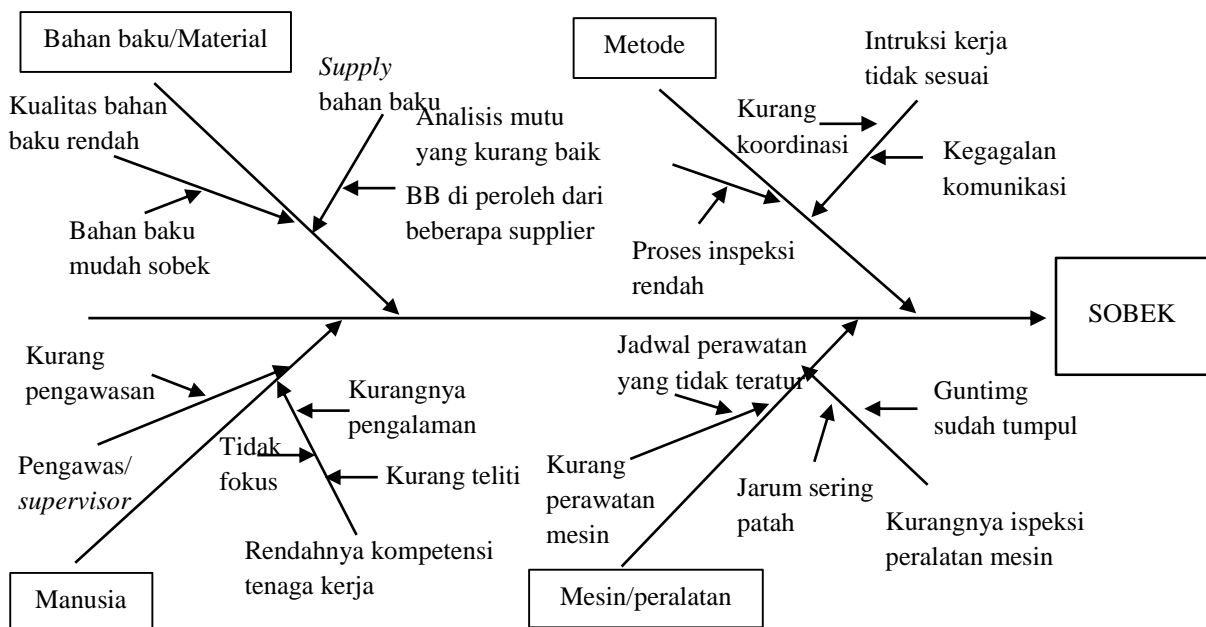 Bahan baku/Material
Metode
Intruksi kerja
tidak sesuai
Supply
bahan baku
Kualitas bahan
baku rendah
Analisis mutu
yang kurang baik
Kurang
koordinasi
Kegagalan
komunikasi
BB di peroleh dari
beberapa supplier
Bahan baku
mudah sobek
Proses inspeksi
rendah
SOBEK
Kurang
pengawasan
Jadwal perawatan
yang tidak teratur
Kurangnya
pengalaman
Guntimg
sudah tumpul
Tidak
fokus
Kurang teliti
Pengawas/
supervisor
Kurang
perawatan
mesin
Jarum sering
patah
Rendahnya kompetensi
tenaga kerja
Kurangnya ispeksi
peralatan mesin
Manusia
Mesin/peralatan